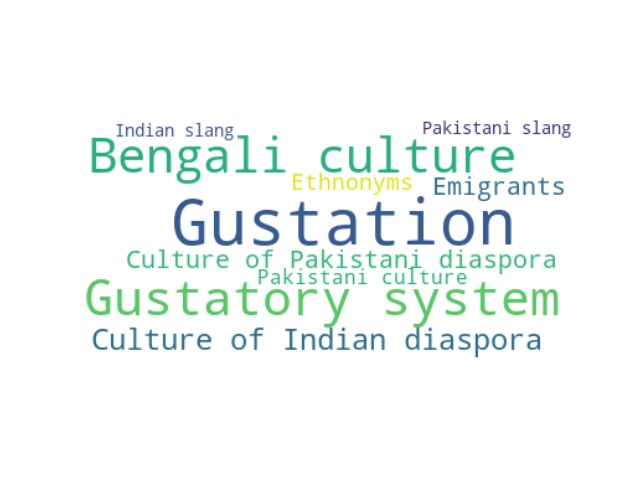 Indian slang
Pakistani slang
Bengali culture
Ethnonyms
Emigrants
Gustation
Culture of Pakistani diaspora
Pakistani culture
Gustatory system
Culture of Indian diaspora